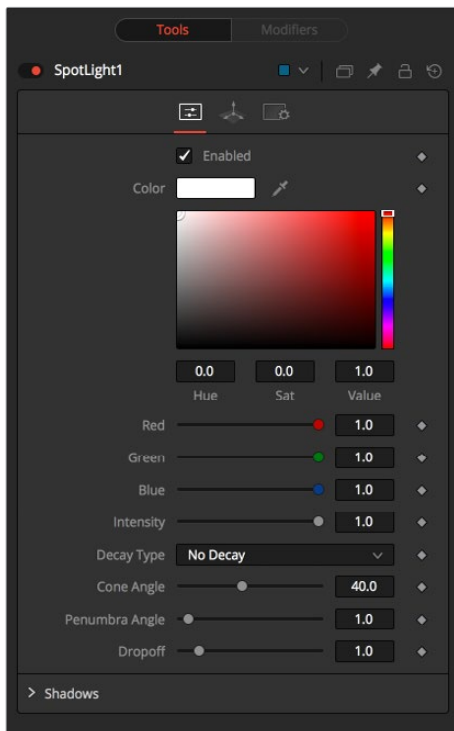 Tools Modifiers
SpotLight1
Enabled
Color
0.0 0.0 1.0
Hue Sat Value
Red 1.0
Green 1.0
Blue 1.0
Intensity 1.0
Decay Type No Decay
Cone Angle 40.0
Penumbra Angle 1.0
Dropoff 1.0
Shadows